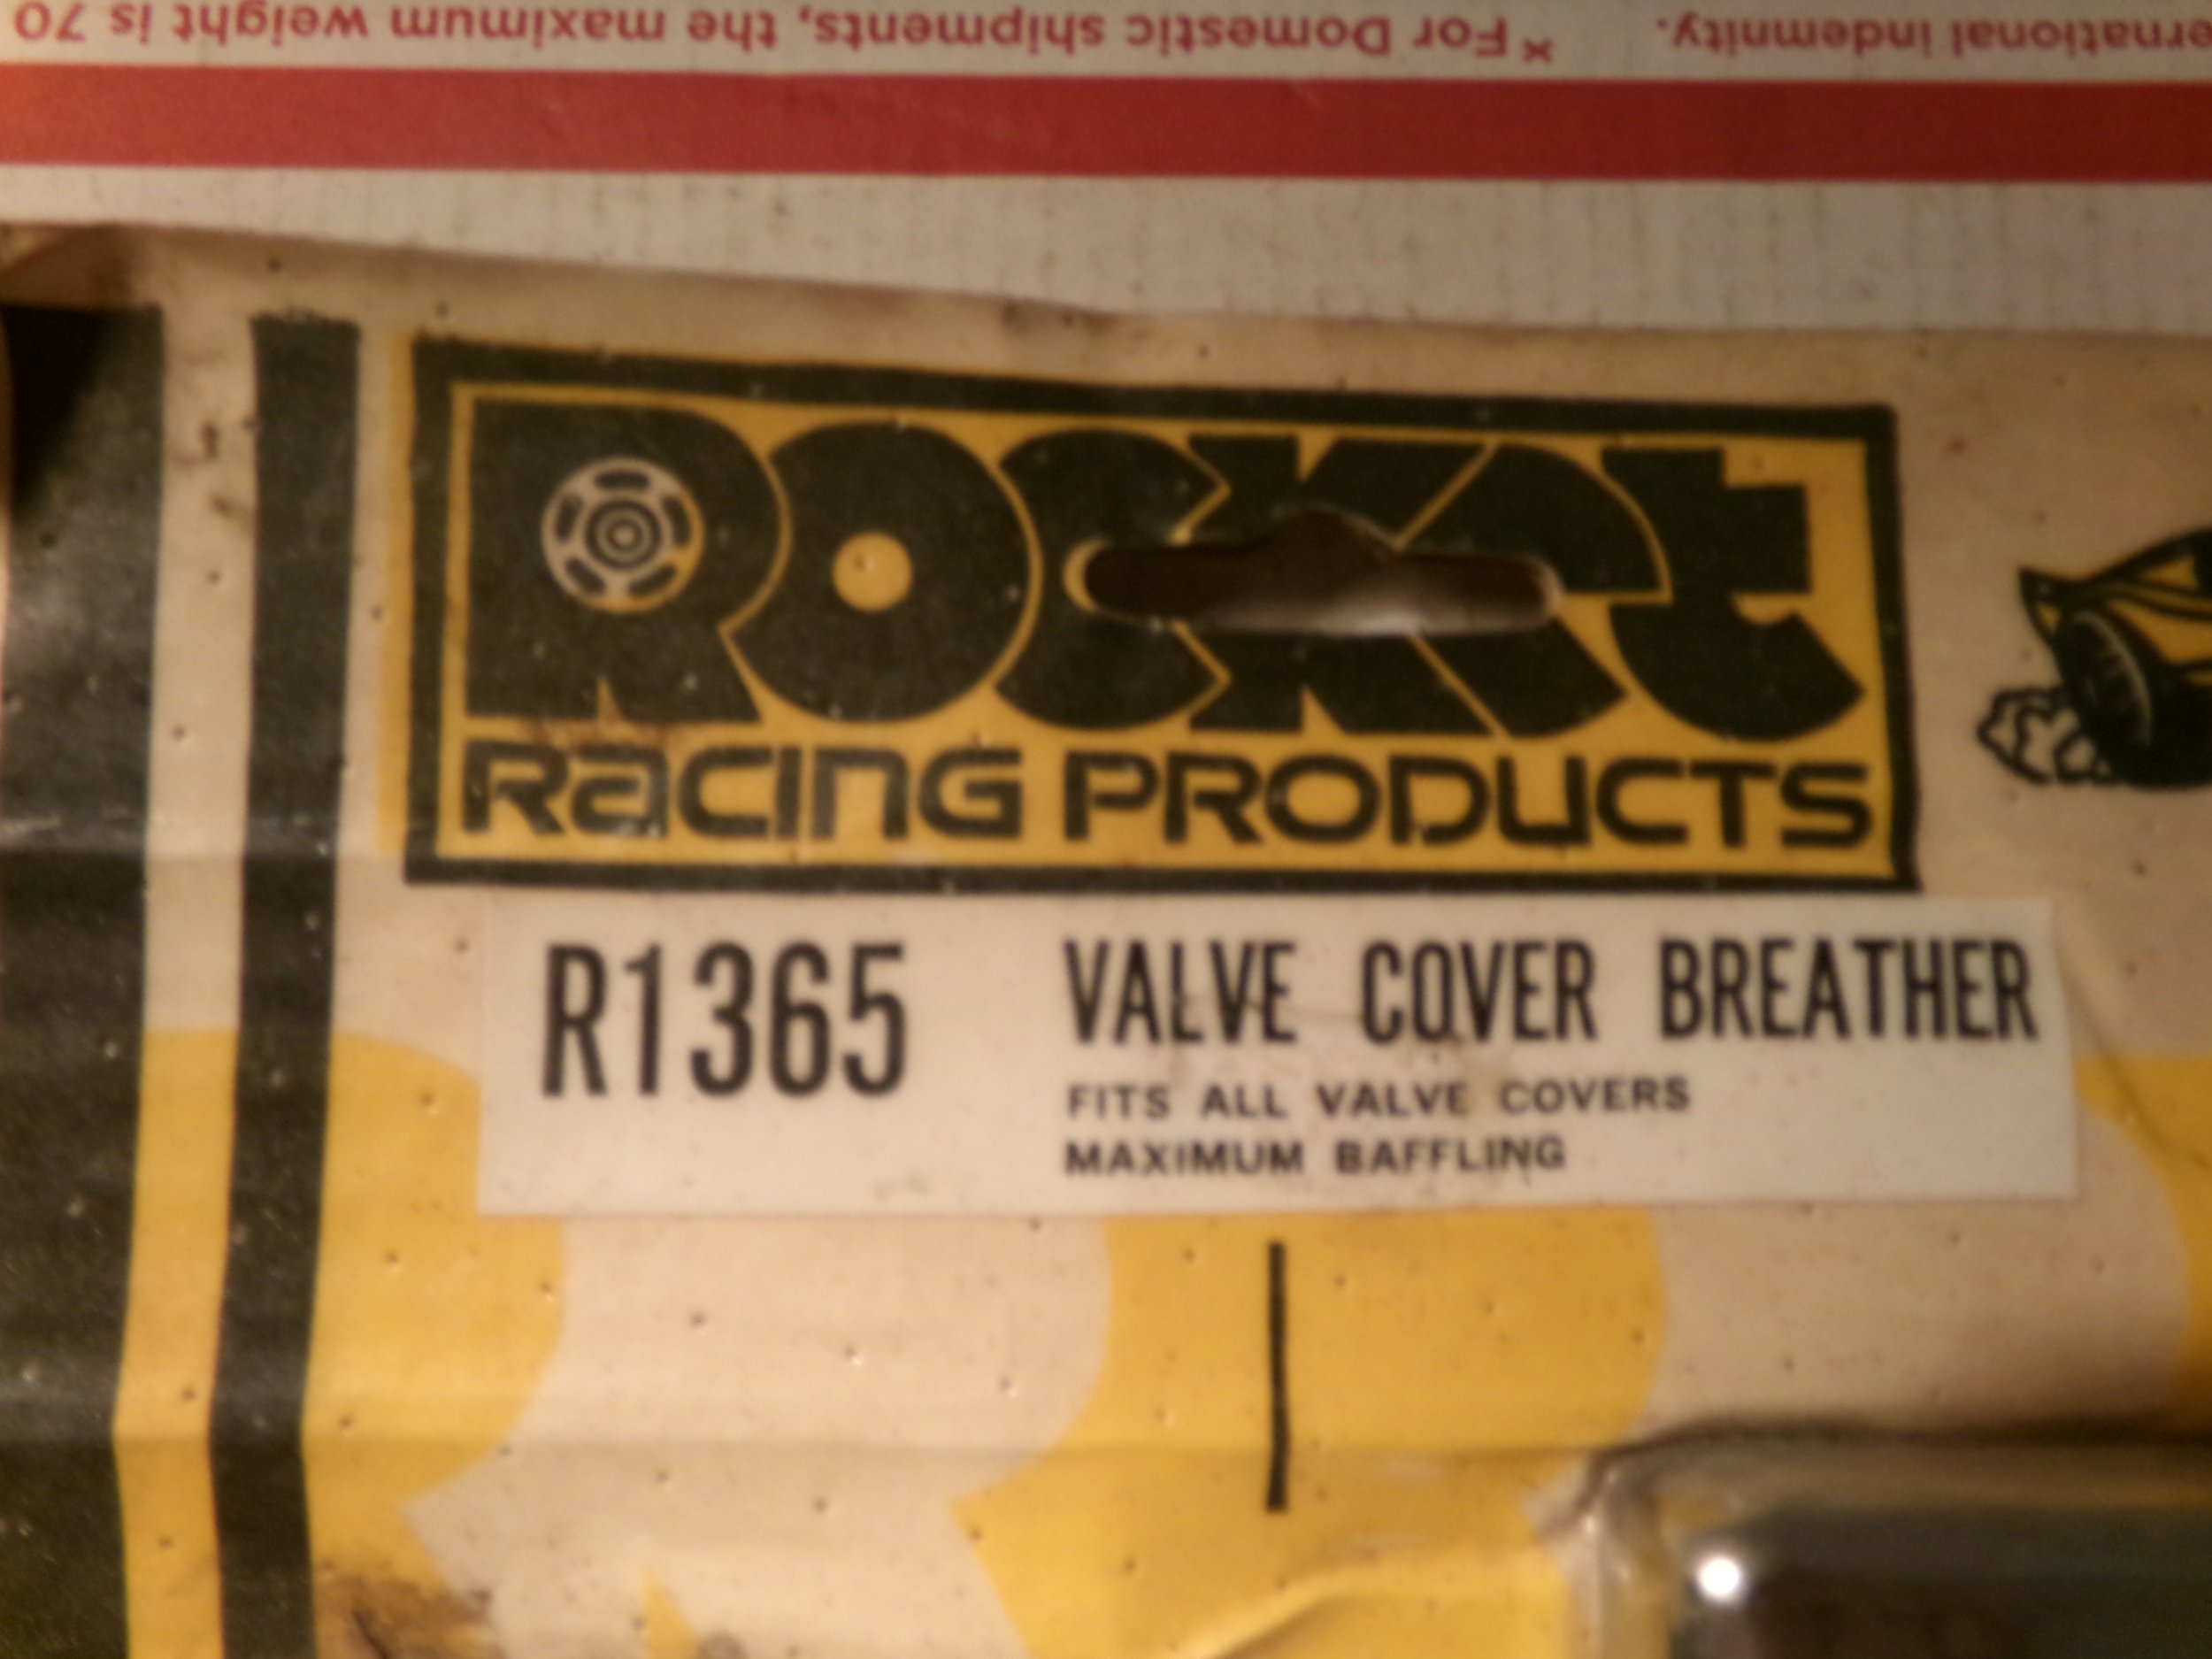 ernational indemnity.
* For Domestic shipments, the maximum weight is 70
ROCKET
RACING PRODUCTS
R1365
VALVE COVER BREATHER
FITS ALL VALVE COVERS
MAXIMUM BAFFLING